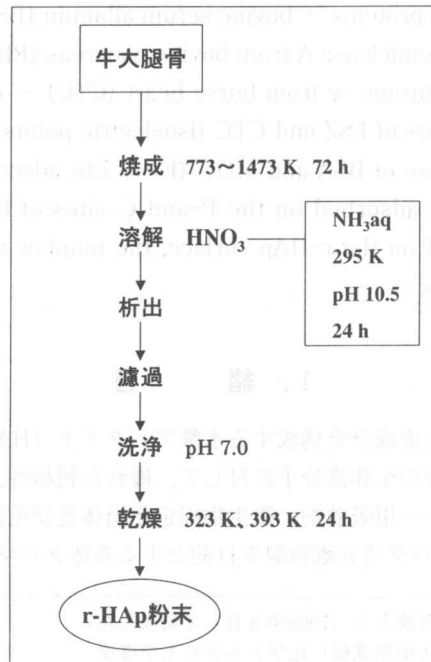 牛大腿骨
焼成 773~1473 K 72 h
溶解 HNO₃
NH₃aq
295 K
pH 10.5
24 h
析出
濾過
洗浄 pH 7.0
乾燥 323 K、393 K 24 h
r-HAp粉末